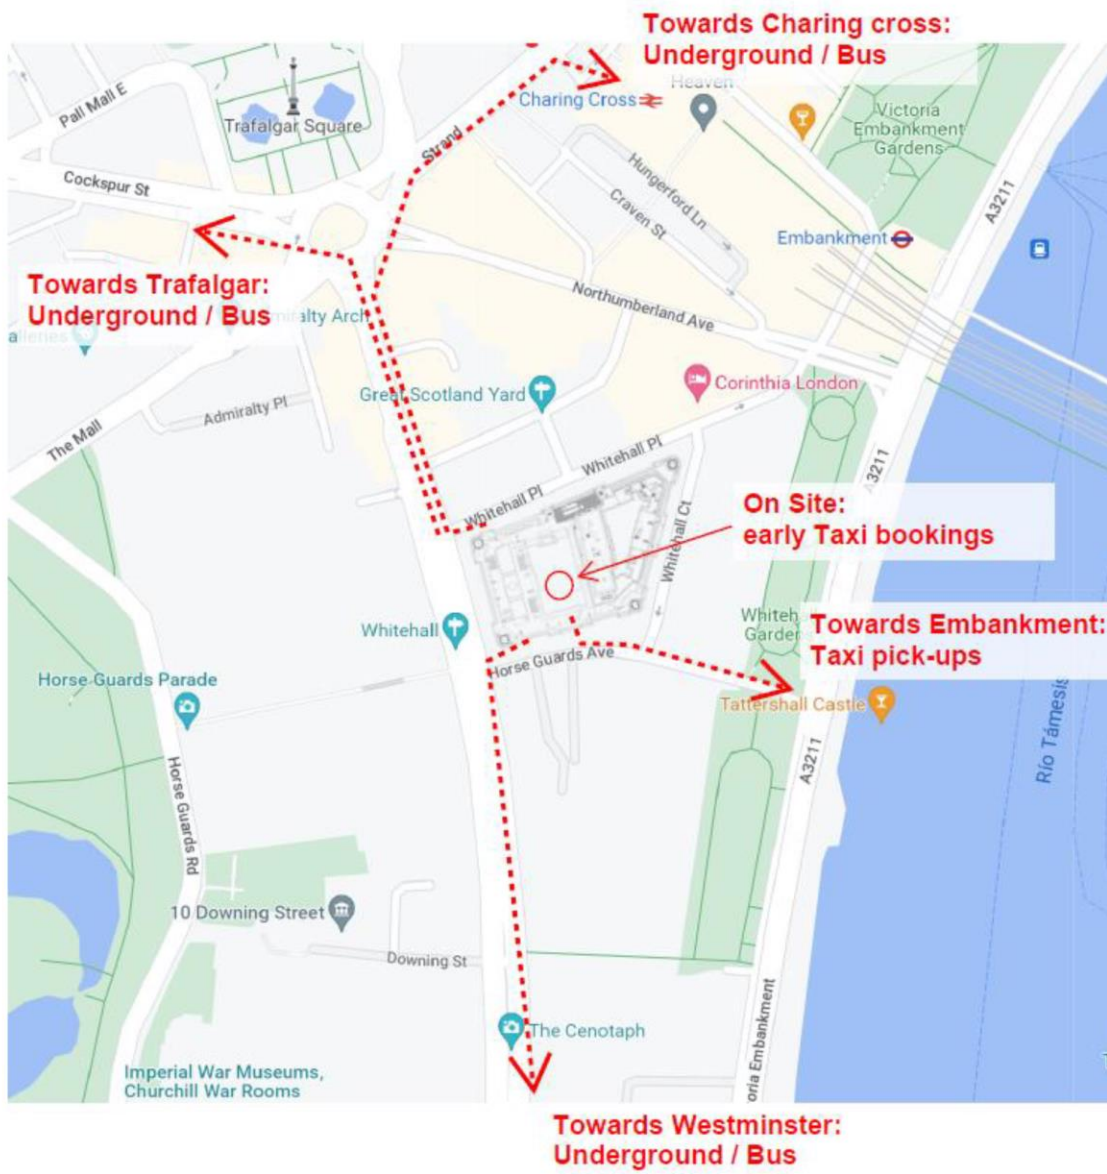 Towards Charing cross:
Underground / Bus
Heaven
Charing Cross
Pall Mall E
Trafalgar Square
Strand
Victoria
Embankment
Gardens
Hungerford Ln
Craven St
Cockspur St
A3211
Embankment
Towards Trafalgar:
Underground / Bus
Northumberland Ave
Great Scotland Yard
Corinthia London
Admiralty Pl
The Mall
A3211
Whitehall Pl
Whitehall Pl
On Site:
early Taxi bookings
Whitehall Ct
Whitehall
Towards Embankment:
Taxi pick-ups
Horse Guards Ave
Horse Guards Parade
Tattershall Castle
Río Támesis
A3211
Horse Guards Rd
10 Downing Street
Downing St
The Cenotaph
Imperial War Museums,
Churchill War Rooms
Towards Westminster:
Underground / Bus